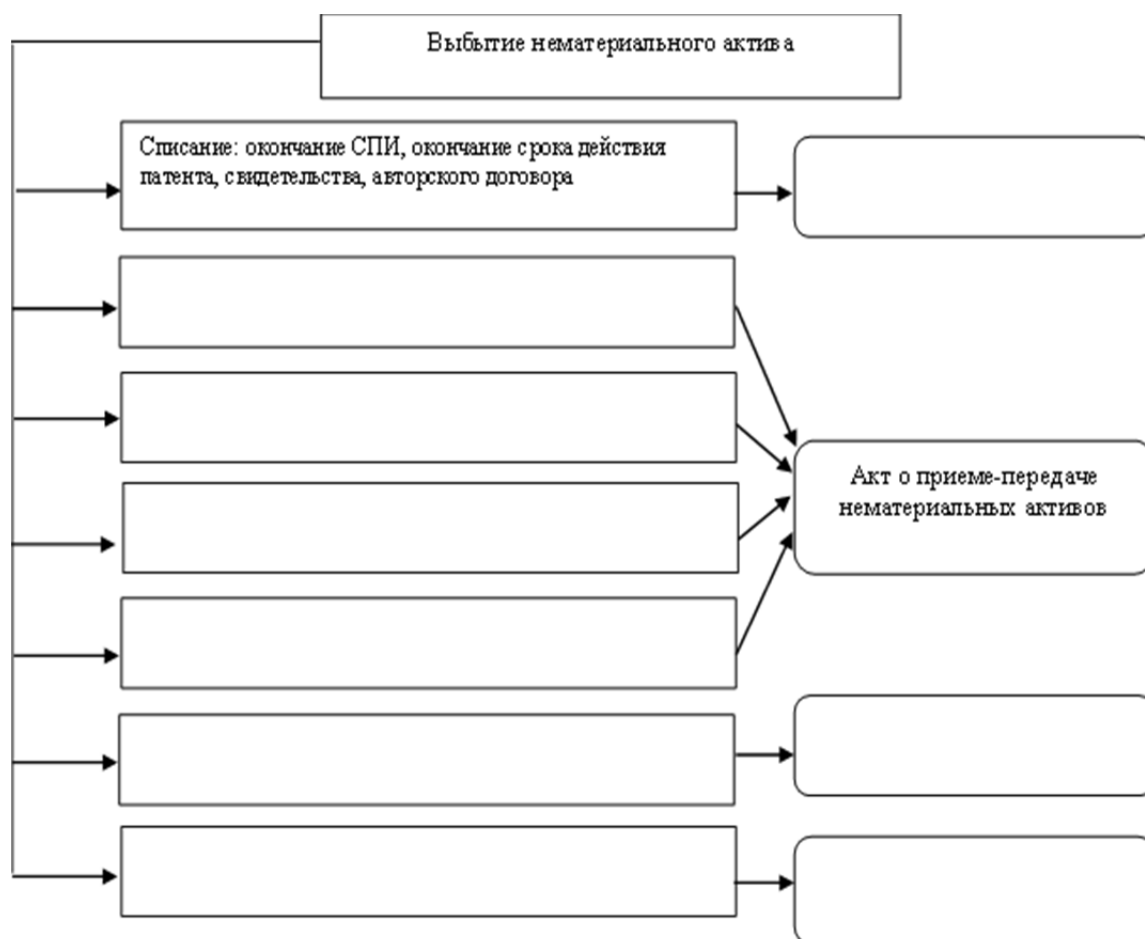 Выбытие нематериального актива
Списание: окончание СПИ, окончание срока действия
патента, свидетельства, авторского договора
Акт о приеме-передаче
нематериальных активов